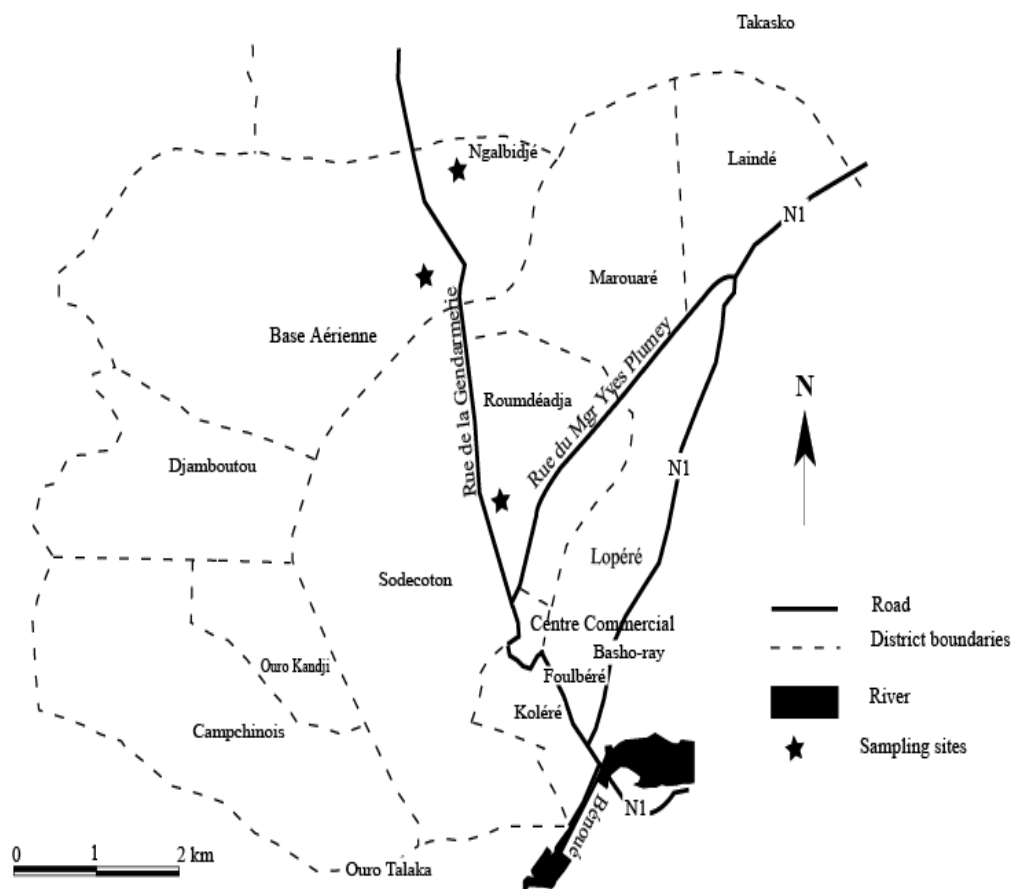 Takasko
Ngalbidjé
Laindé
N1
Marouaré
Base Aérienne
Rue de la Gendarmerie
Rue du Mgr Yves Plumey
Roumdéadja
N
Djamboutou
N1
Lopéré
Sodecoton
Road
Centre Commercial
District boundaries
Basho-ray
Ouro Kandji
Foulbéré
River
Koléré
Campchinois
Sampling sites
N1
Bénoué
0 1 2 km
Ouro Talaka